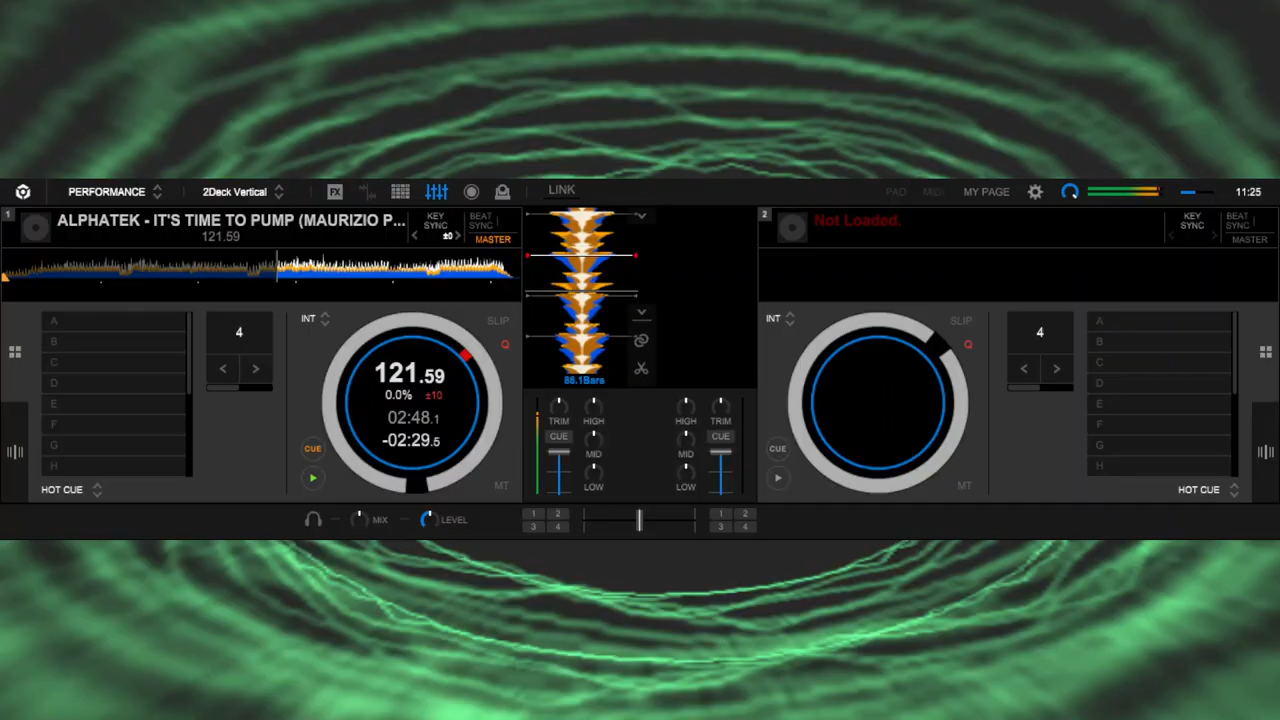 PERFORMANCE 2Deck Vertical FX LINK PAD MIDI MY PAGE 11:25
1 ALPHATEK - IT'S TIME TO PUMP (MAURIZIO P... KEY SYNC BEAT SYNC
121.59 ±0 MASTER
2 Not Loaded. KEY SYNC BEAT SYNC
MASTER
A
B
C
D
E
F
G
H
HOT CUE
4
INT SLIP
Q
121.59
0.0% ±10
02:48.1
-02:29.5
CUE
MT
86.1Bars
TRIM HIGH HIGH TRIM
CUE CUE
MID MID
LOW LOW
INT SLIP
Q
CUE
MT
4
A
B
C
D
E
F
G
H
HOT CUE
MIX LEVEL
1 2 1 2
3 4 3 4